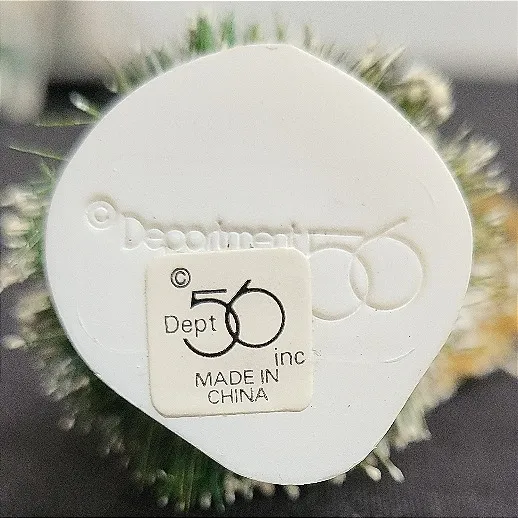 © Department 56
©
Dept 56
inc
MADE IN
CHINA